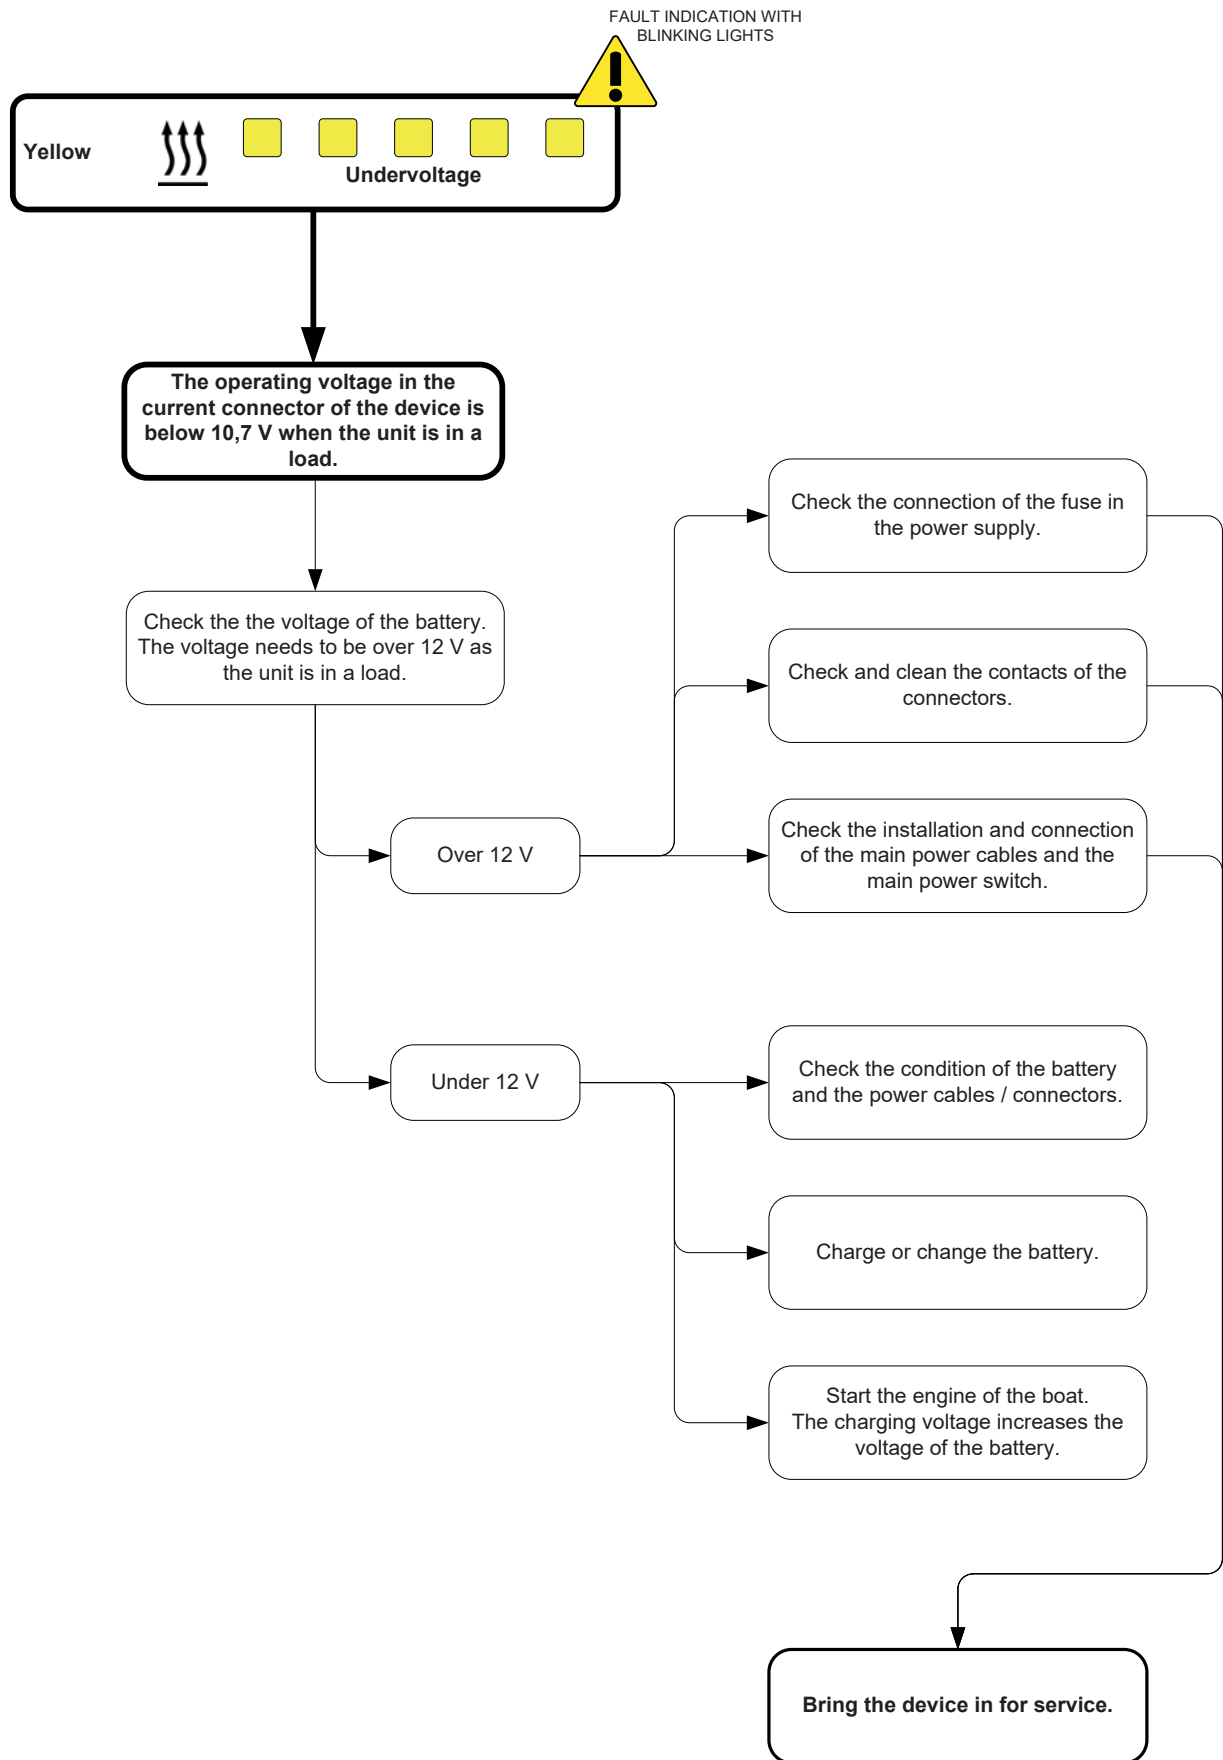 FAULT INDICATION WITH
BLINKING LIGHTS
Yellow
Undervoltage
The operating voltage in the
current connector of the device is
below 10,7 V when the unit is in a
load.
Check the connection of the fuse in
the power supply.
Check the the voltage of the battery.
The voltage needs to be over 12 V as
the unit is in a load.
Check and clean the contacts of the
connectors.
Over 12 V
Check the installation and connection
of the main power cables and the
main power switch.
Under 12 V
Check the condition of the battery
and the power cables / connectors.
Charge or change the battery.
Start the engine of the boat.
The charging voltage increases the
voltage of the battery.
Bring the device in for service.